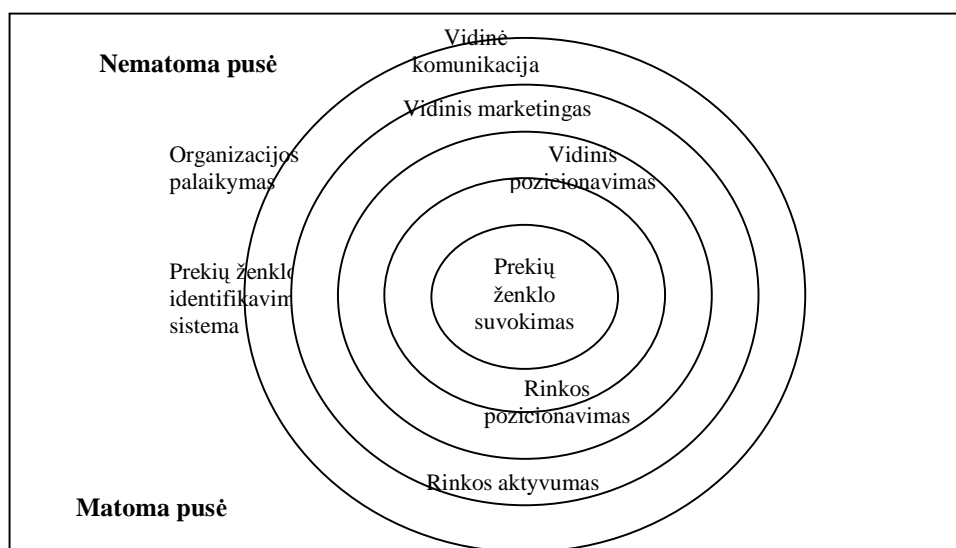 Vidinė
komunikacija
Nematoma pusė
Vidinis marketingas
Organizacijos
palaikymas
Vidinis
pozicionavimas
Prekių ženklo
identifikavim
sistema
Prekių
ženklo
suvokimas
Rinkos
pozicionavimas
Rinkos aktyvumas
Matoma pusė